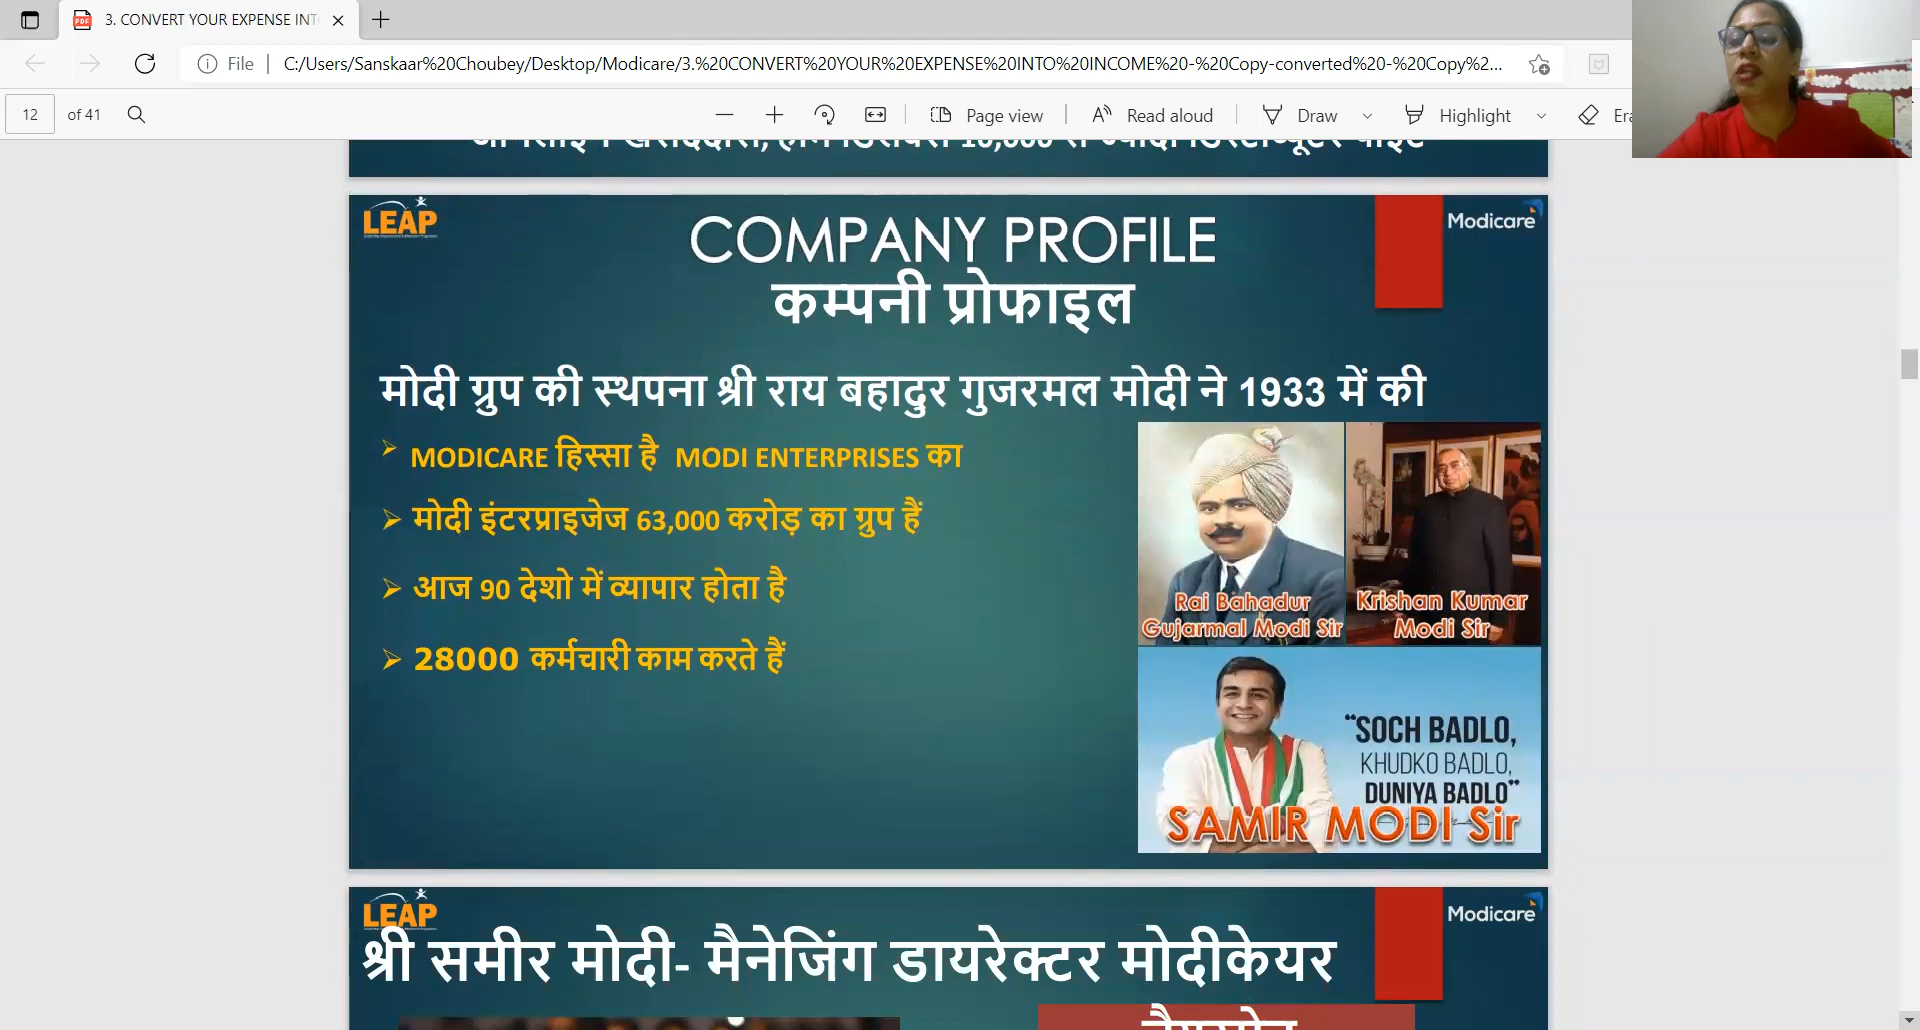 3. CONVERT YOUR EXPENSE INT
File
C:/Users/Sanskaar%20Choubey/Desktop/Modicare/3.%20CONVERT%20YOUR%20EXPENSE%20INTO%20INCOME%20-%20Copy-converted%20-%20Copy%2...
12 of 41
Page view
Read aloud
Draw
Highlight
Era
LEAP
Modicare
COMPANY PROFILE
कम्पनी प्रोफाइल
मोदी ग्रुप की स्थपना श्री राय बहादुर गुजरमल मोदी ने 1933 में की
MODICARE हिस्सा है MODI ENTERPRISES का
मोदी इंटरप्राइजेज 63,000 करोड़ का ग्रुप हैं
आज 90 देशो में व्यापार होता है
28000 कर्मचारी काम करते हैं
Rai Bahadur
Gujarmal Modi Sir
Krishan Kumar
Modi Sir
“SOCH BADLO,
KHUDKO BADLO,
DUNIYA BADLO”
SAMIR MODI Sir
LEAP
Modicare
श्री समीर मोदी- मैनेजिंग डायरेक्टर मोदीकेयर